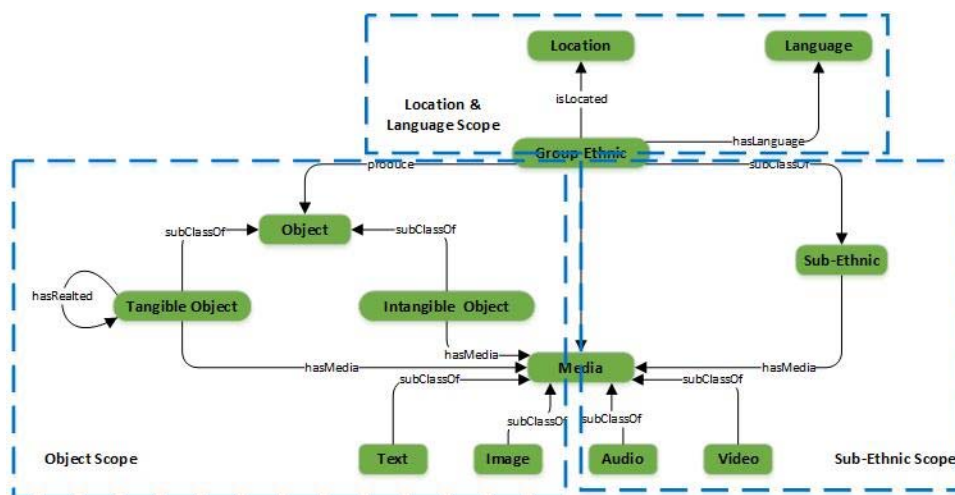 Location
Language
isLocated
Location &
Language Scope
hasLanguage
Group Ethnic
produce
subClassOf
subClassOf
Object
subClassOf
Sub-Ethnic
hasRealted
Tangible Object
Intangible Object
hasMedia
hasMedia
Media
hasMedia
subClassOf
subClassOf
subClassOf
subClassOf
Object Scope
Text
Image
Audio
Video
Sub-Ethnic Scope